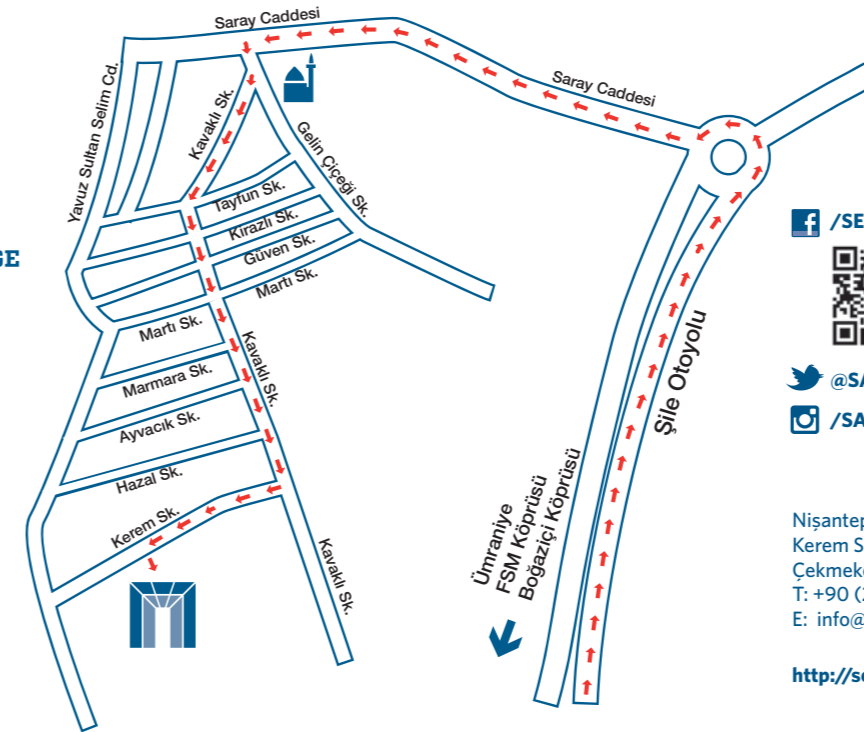 Saray Caddesi
Saray Caddesi
Yavuz Sultan Selim Cd.
Kavaklı Sk.
Gelin Çiçeği Sk.
Tayfun Sk.
Kirazlı Sk.
Güven Sk.
Martı Sk.
Martı Sk.
Kavaklı Sk.
Marmara Sk.
Ayvacık Sk.
Hazal Sk.
Kerem Sk.
Kavaklı Sk.
Şile Otoyolu
Ümraniye
FSM Köprüsü
Boğaziçi Köprüsü
GE
/SE
@SA
/SA
Nişantep
Kerem S
Çekmek
T: +90 (2
E: info@
http://se